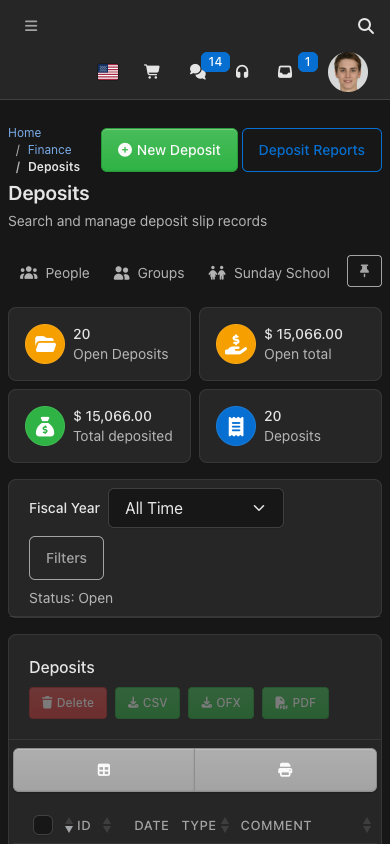 14
1
Home
/ Finance
/ Deposits
New Deposit
Deposit Reports
Deposits
Search and manage deposit slip records
People
Groups
Sunday School
20
Open Deposits
$ 15,066.00
Open total
$ 15,066.00
Total deposited
20
Deposits
Fiscal Year
All Time
Filters
Status: Open
Deposits
Delete
CSV
OFX
PDF
ID
DATE
TYPE
COMMENT